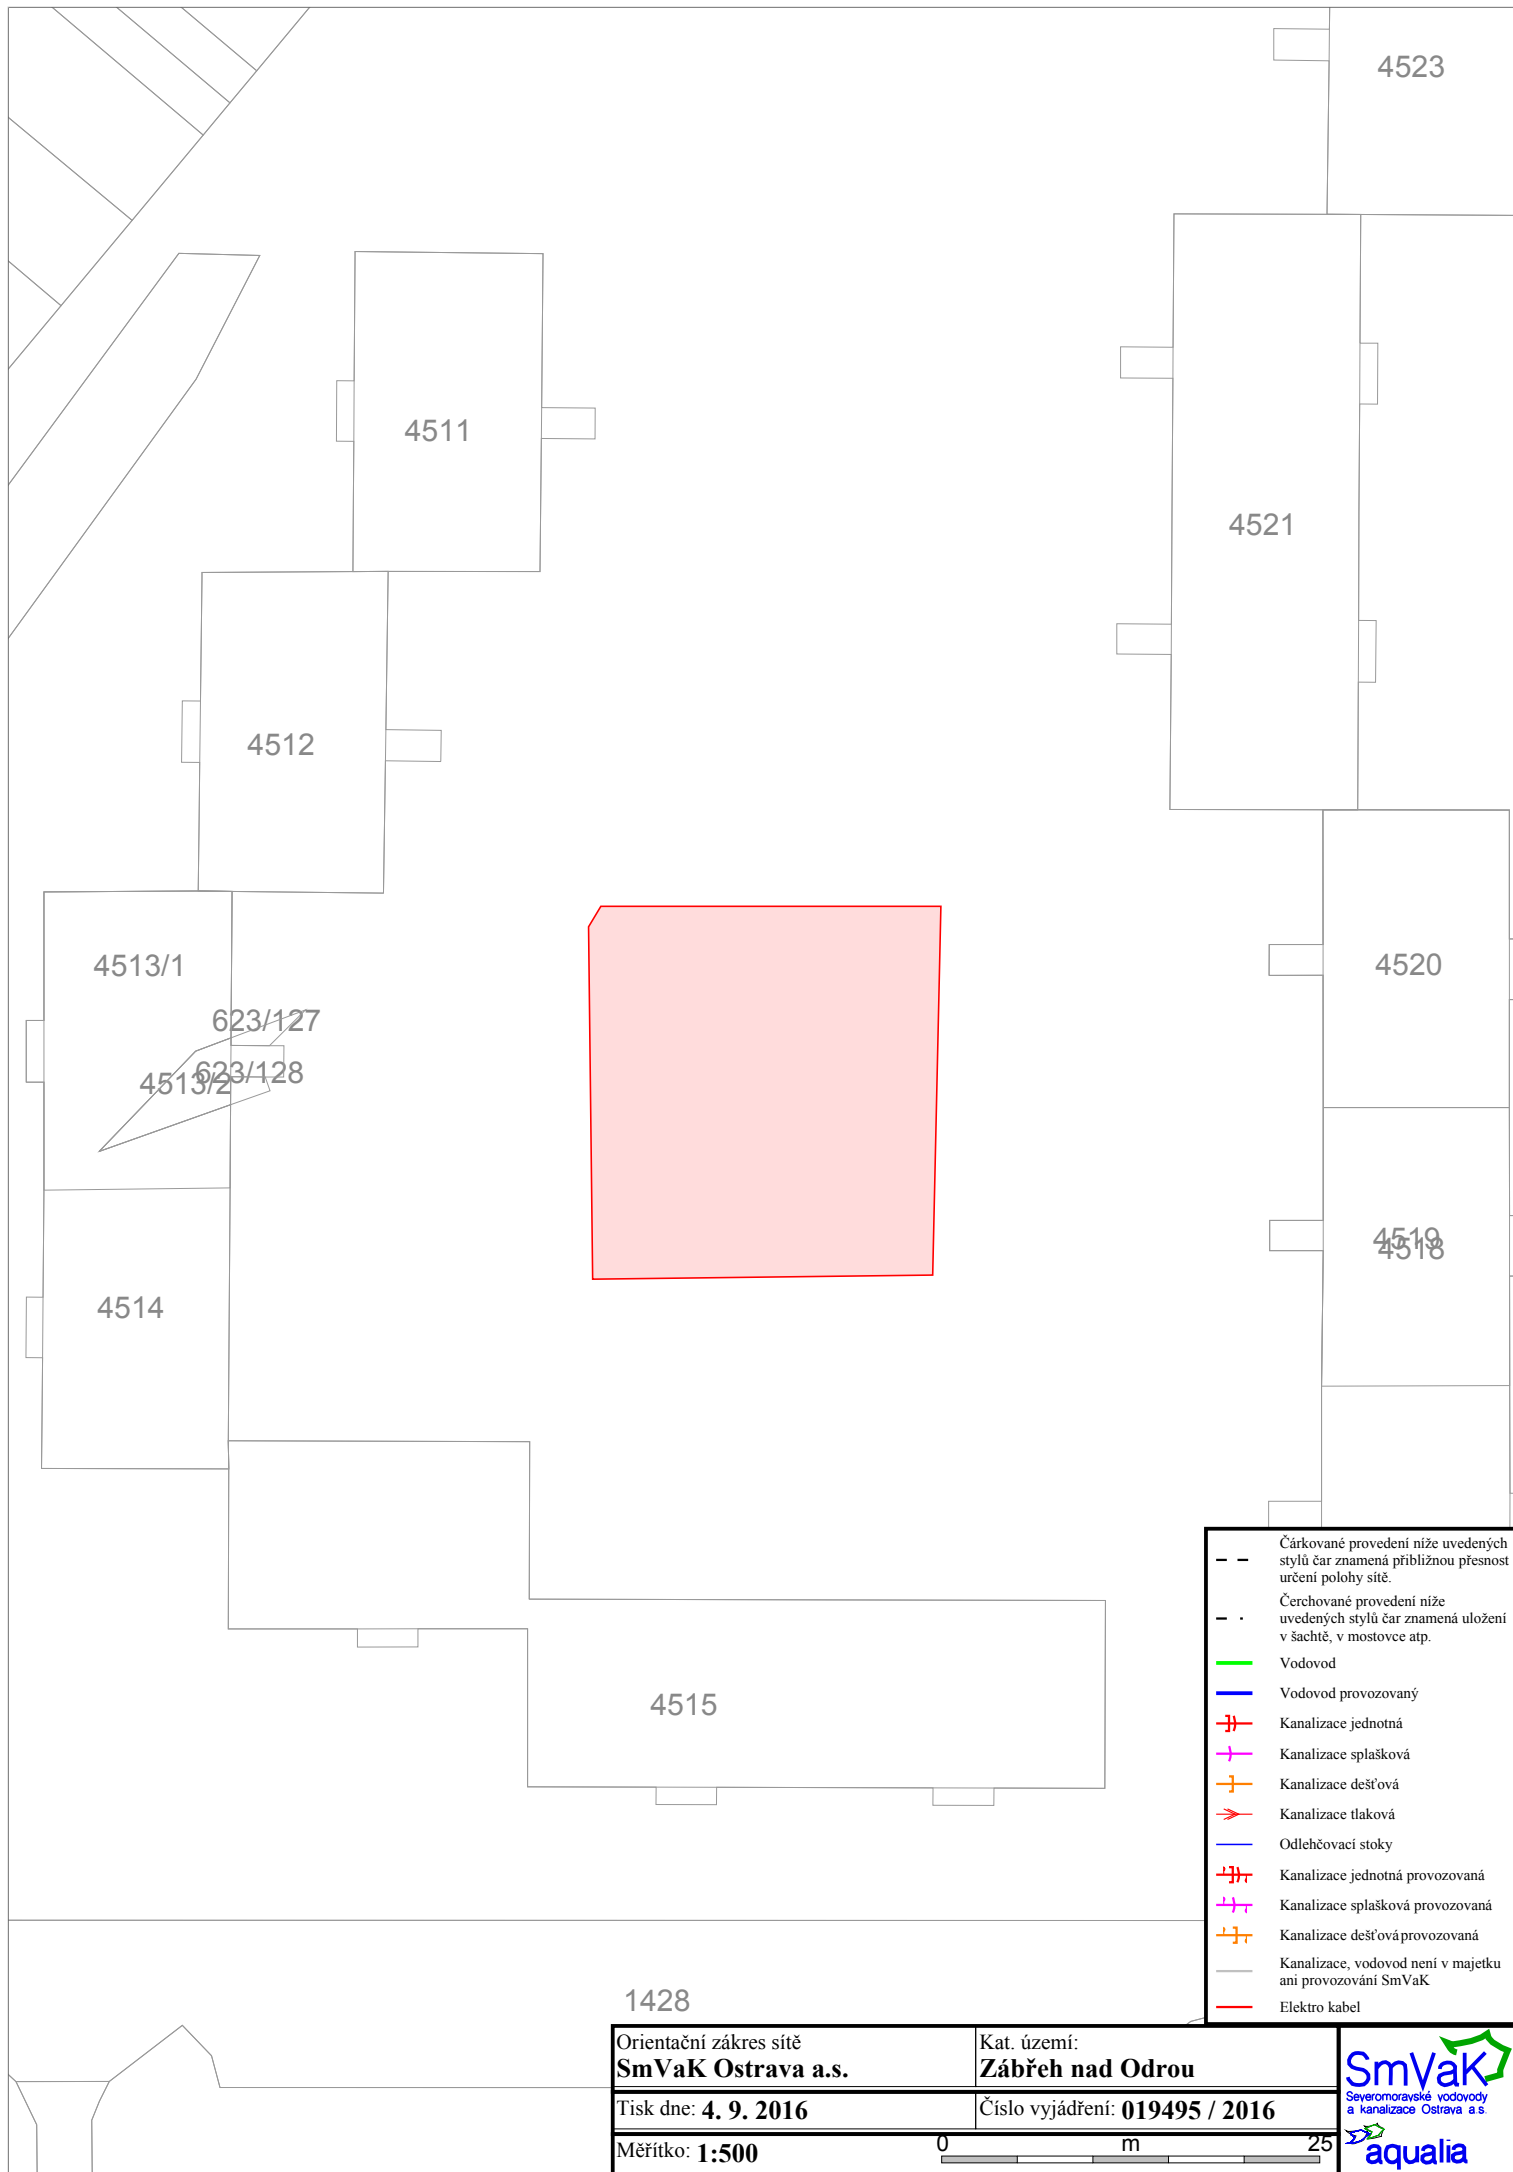 4523
4511
4521
4512
4513/1
4520
623/127
623/128
4513/2
4519
4518
4514
4515
1428
Čárkované provedení níže uvedených
stylů čar znamená přibližnou přesnost
určení polohy sítě.
Čerchované provedení níže
uvedených stylů čar znamená uložení
v šachtě, v mostovce atp.
Vodovod
Vodovod provozovaný
Kanalizace jednotná
Kanalizace splašková
Kanalizace dešťová
Kanalizace tlaková
Odlehčovací stoky
Kanalizace jednotná provozovaná
Kanalizace splašková provozovaná
Kanalizace dešťová provozovaná
Kanalizace, vodovod není v majetku
ani provozování SmVaK
Elektro kabel
Orientační zákres sítě
SmVaK Ostrava a.s.
Kat. území:
Zábřeh nad Odrou
Tisk dne: 4. 9. 2016
Číslo vyjádření: 019495 / 2016
Měřítko: 1:500
0 m 25
SmVaK
Severomoravské vodovody
a kanalizace Ostrava a.s.
aqualia